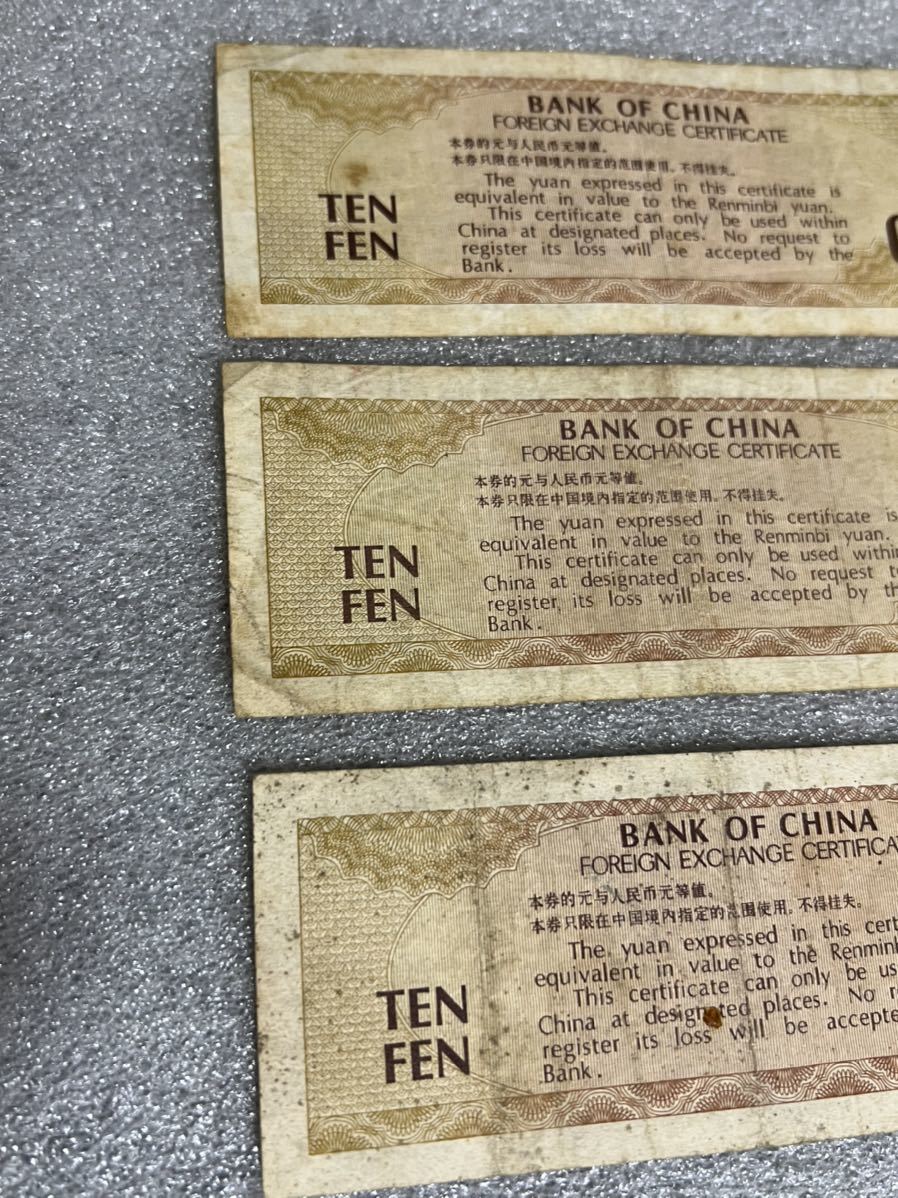 BANK OF CHINA
FOREIGN EXCHANGE CERTIFICATE
本券的元与人民币元等值。
本券只限在中国境内指定的范围使用，不得挂失。
The yuan expressed in this certificate is
equivalent in value to the Renminbi yuan.
This certificate can only be used within
China at designated places. No request to
register its loss will be accepted by the
Bank.
TEN
FEN
BANK OF CHINA
FOREIGN EXCHANGE CERTIFICATE
本券的元与人民币元等值。
本券只限在中国境内指定的范围使用，不得挂失。
The yuan expressed in this certificate is
equivalent in value to the Renminbi yuan.
This certificate can only be used withi
China at designated places. No request t
register its loss will be accepted by th
Bank.
TEN
FEN
BANK OF CHINA
FOREIGN EXCHANGE CERTIFICA
本券的元与人民币元等值。
本券只限在中国境内指定的范围使用，不得挂失。
The yuan expressed in this cert
equivalent in value to the Renminb
This certificate can only be us
China at designated places. No r
register its loss will be accepte
Bank.
TEN
FEN